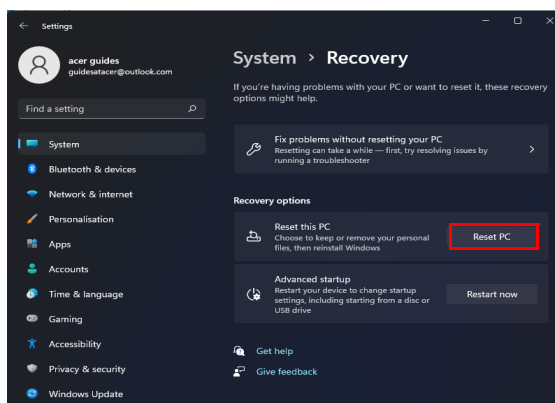 Settings
acer guides
guidesatacer@outlook.com
Find a setting
System
Bluetooth & devices
Network & internet
Personalisation
Apps
Accounts
Time & language
Gaming
Accessibility
Privacy & security
Windows Update
System > Recovery
If you're having problems with your PC or want to reset it, these recovery
options might help.
Fix problems without resetting your PC
Resetting can take a while — first, try resolving issues by
running a troubleshooter
Recovery options
Reset this PC
Choose to keep or remove your personal
files, then reinstall Windows
Reset PC
Advanced startup
Restart your device to change startup
settings, including starting from a disc or
USB drive
Restart now
Get help
Give feedback